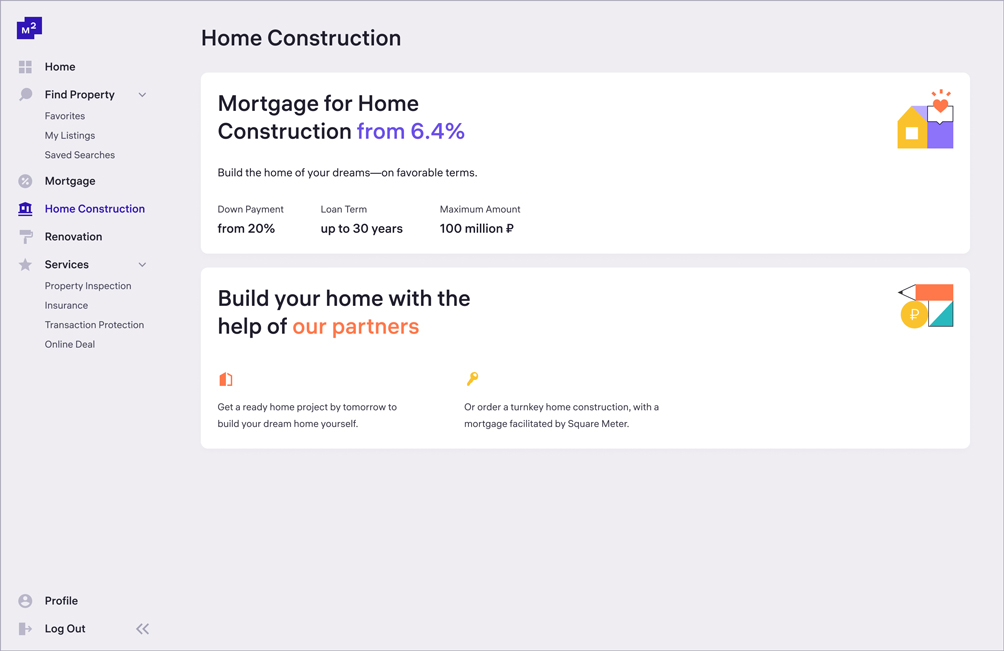 M²
Home
Find Property
Favorites
My Listings
Saved Searches
Mortgage
Home Construction
Renovation
Services
Property Inspection
Insurance
Transaction Protection
Online Deal
Profile
Log Out
Home Construction
Mortgage for Home
Construction from 6.4%
Build the home of your dreams—on favorable terms.
Down Payment
from 20%
Loan Term
up to 30 years
Maximum Amount
100 million ₽
Build your home with the
help of our partners
₽
Get a ready home project by tomorrow to
build your dream home yourself.
Or order a turnkey home construction, with a
mortgage facilitated by Square Meter.